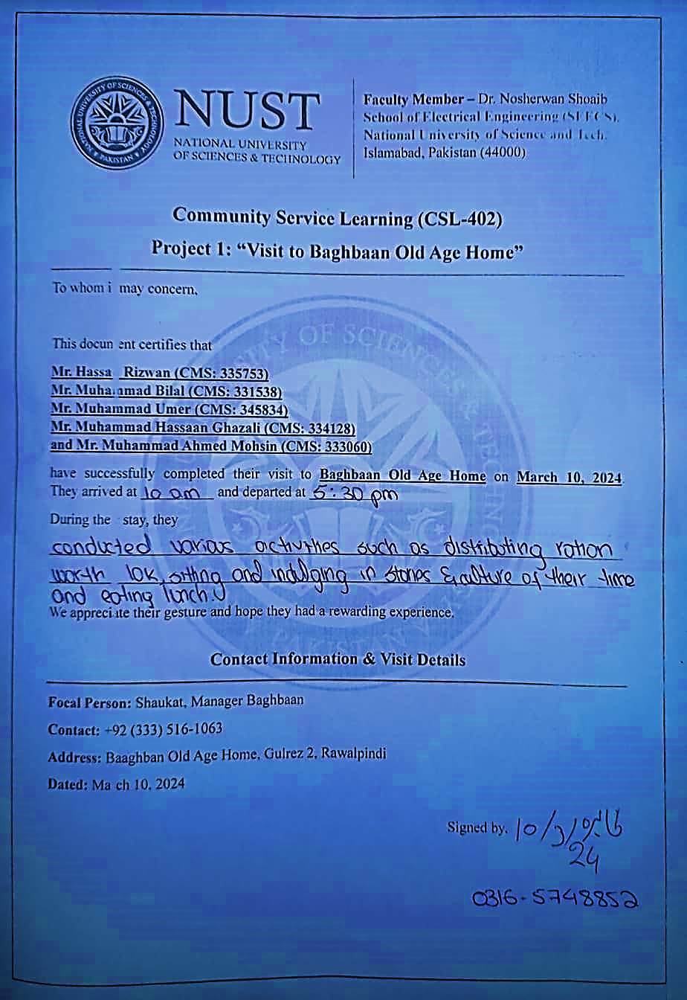 NUST
NATIONAL UNIVERSITY
OF SCIENCES & TECHNOLOGY
NATIONAL UNIVERSITY OF SCIENCES & TECHNOLOGY
PAKISTAN
Faculty Member – Dr. Nosherwan Shoaib
School of Electrical Engineering (SEECS),
National University of Science and Tech.
Islamabad, Pakistan (44000)
Community Service Learning (CSL-402)
Project 1: “Visit to Baghbaan Old Age Home”
To whom i may concern,
This docun ent certifies that
Mr. Hassa Rizwan (CMS: 335753)
Mr. Muha amad Bilal (CMS: 331538)
Mr. Muhammad Umer (CMS: 345834)
Mr. Muhammad Hassaan Ghazali (CMS: 334128)
and Mr. Muhammad Ahmed Mohsin (CMS: 333060)
have successfully completed their visit to Baghbaan Old Age Home on March 10, 2024.
They arrived at 10 am and departed at 5:30 pm
During the stay, they
conducted various activities such as distributing ration
worth 10k, sitting and indulging in stories & culture of their time
and eating lunch.
We appreci ate their gesture and hope they had a rewarding experience.
Contact Information & Visit Details
Focal Person: Shaukat, Manager Baghbaan
Contact: +92 (333) 516-1063
Address: Baaghban Old Age Home, Gulrez 2, Rawalpindi
Dated: Ma ch 10, 2024
Signed by, 10/3/
24
0316-5748852